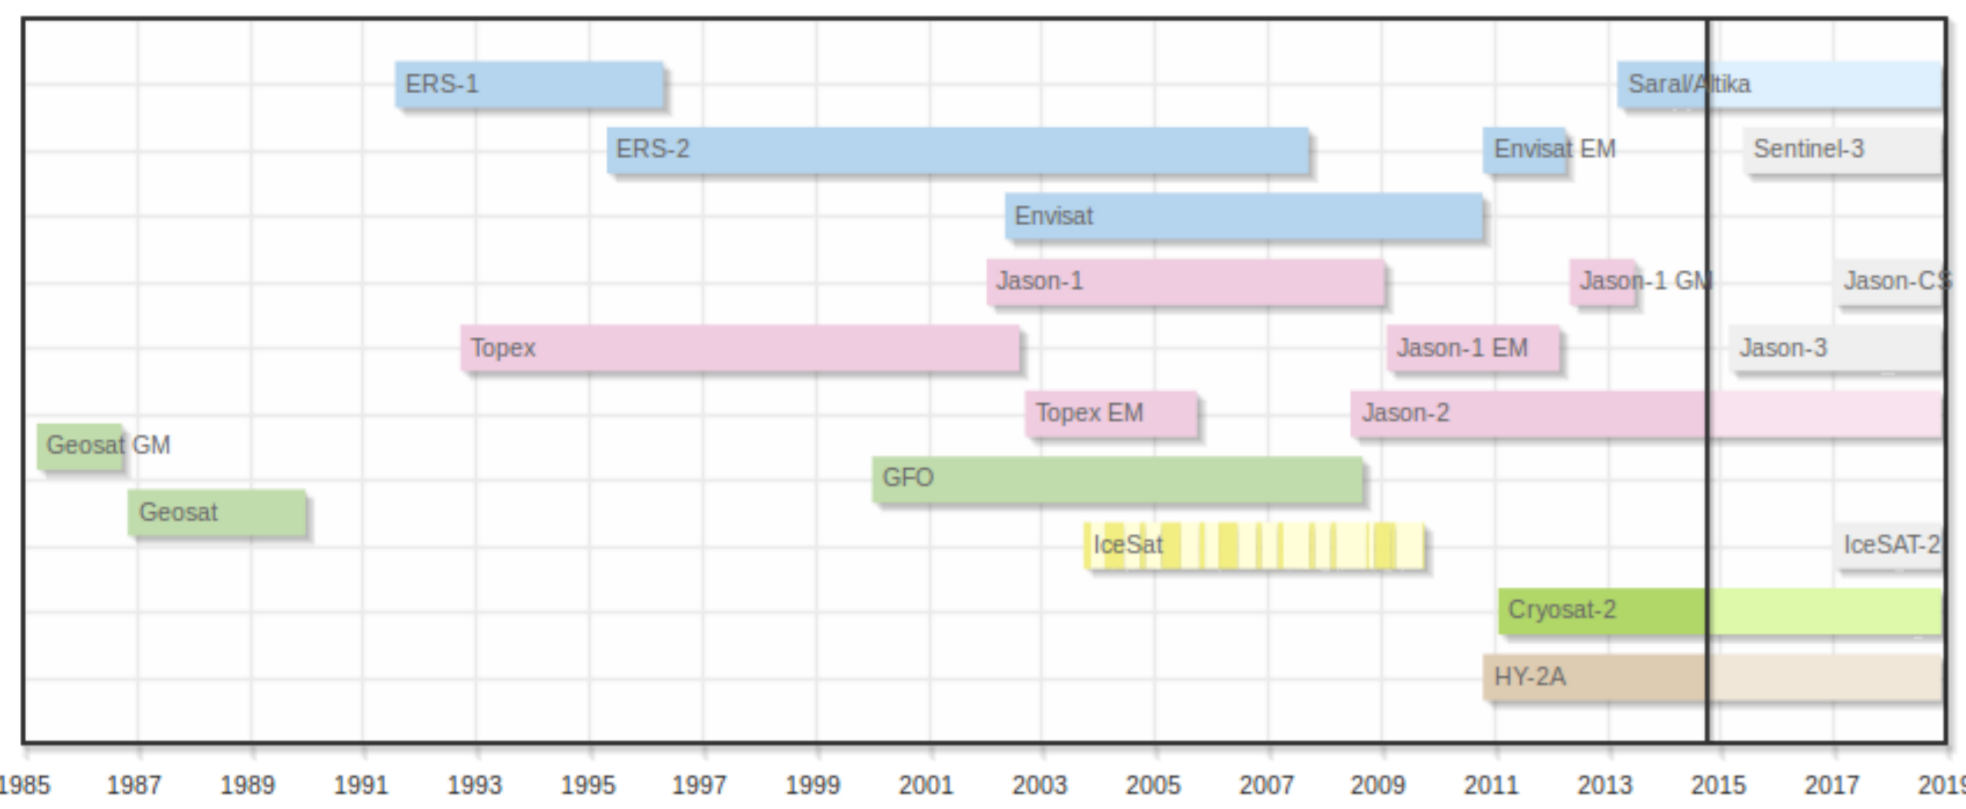 ERS-1
Saral/Altika
ERS-2
Envisat EM
Sentinel-3
Envisat
Jason-1
Jason-1 GM
Jason-CS
Topex
Jason-1 EM
Jason-3
Topex EM
Jason-2
Geosat GM
GFO
Geosat
IceSat
IceSAT-2
Cryosat-2
HY-2A
1985 1987 1989 1991 1993 1995 1997 1999 2001 2003 2005 2007 2009 2011 2013 2015 2017 2019